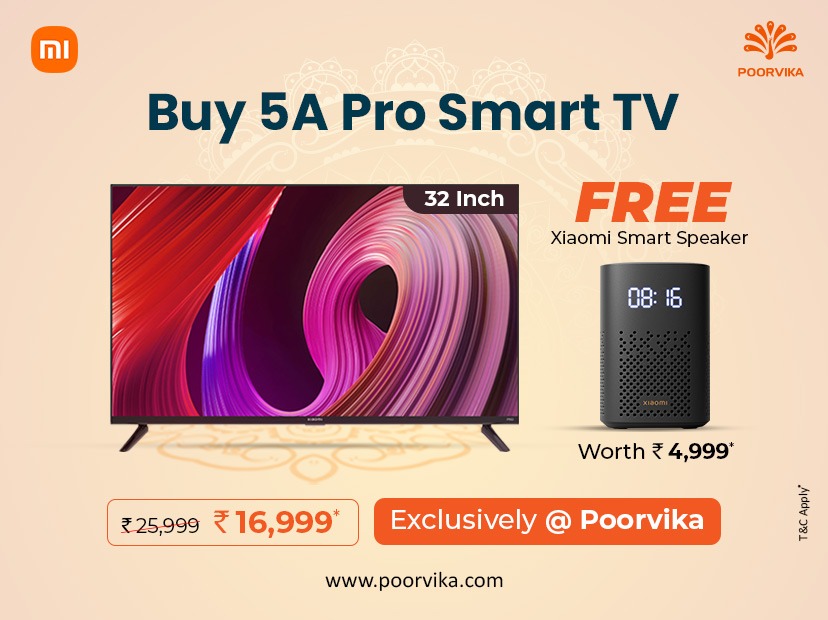 mi
POORVIKA
Buy 5A Pro Smart TV
32 Inch
FREE
Xiaomi Smart Speaker
08:16
xiaomi
XIAOMI
Worth ₹ 4,999*
₹ 25,999 ₹ 16,999*
Exclusively @ Poorvika
T&C Apply*
www.poorvika.com